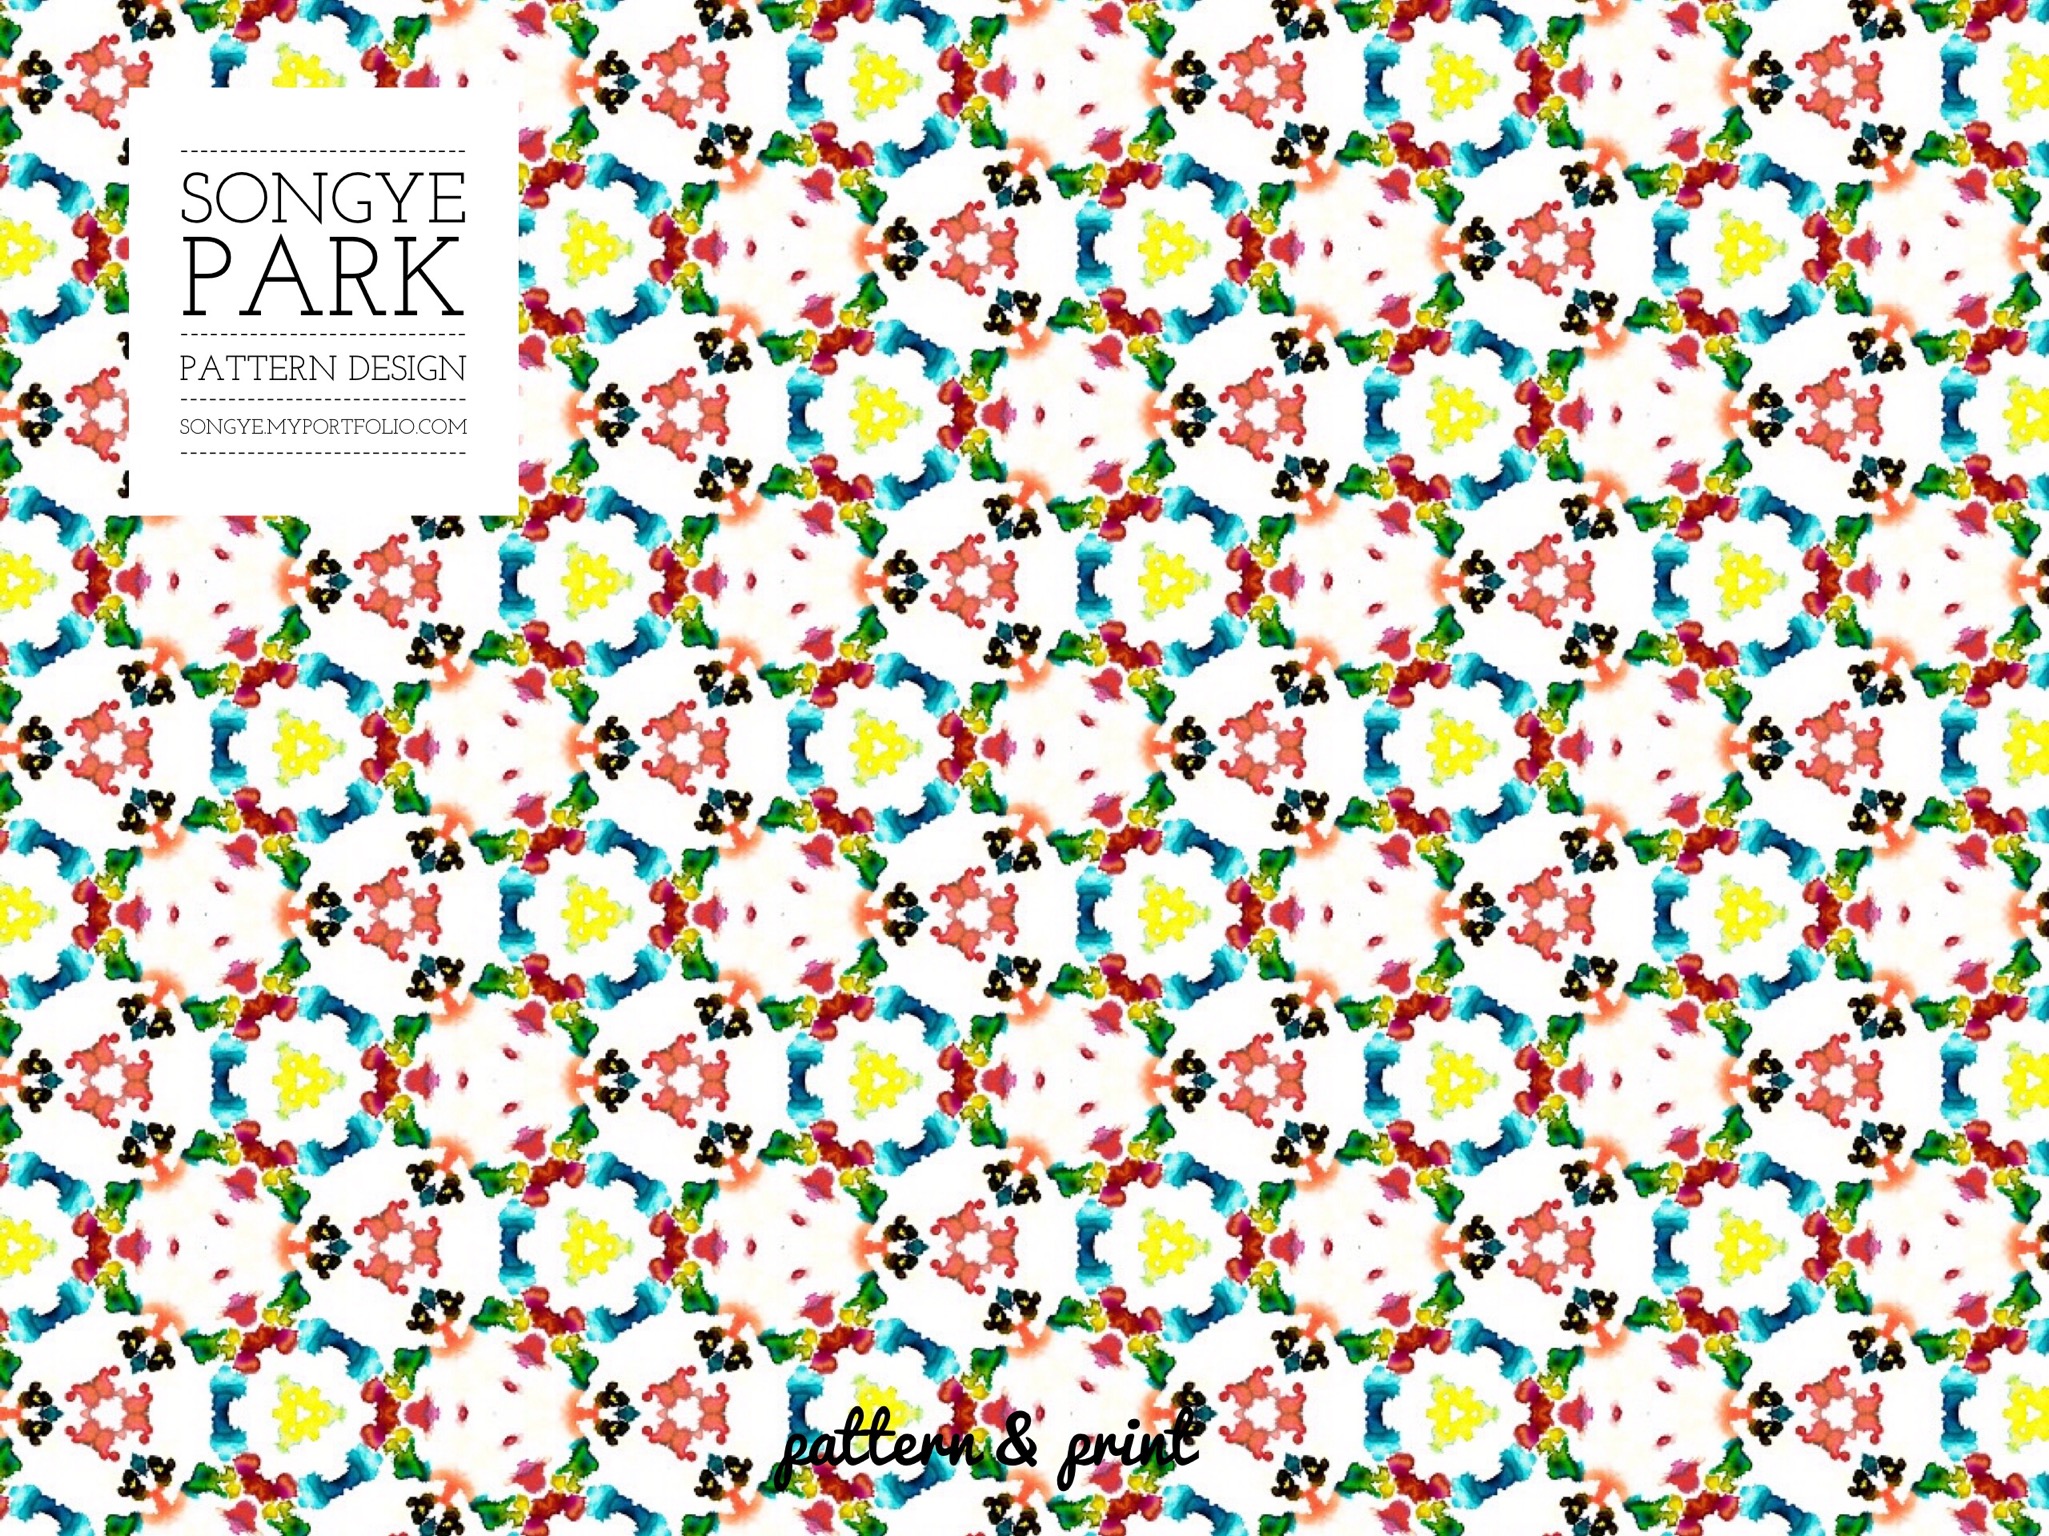 SONGYE
PARK
PATTERN DESIGN
SONGYE.MYPORTFOLIO.COM
pattern & print